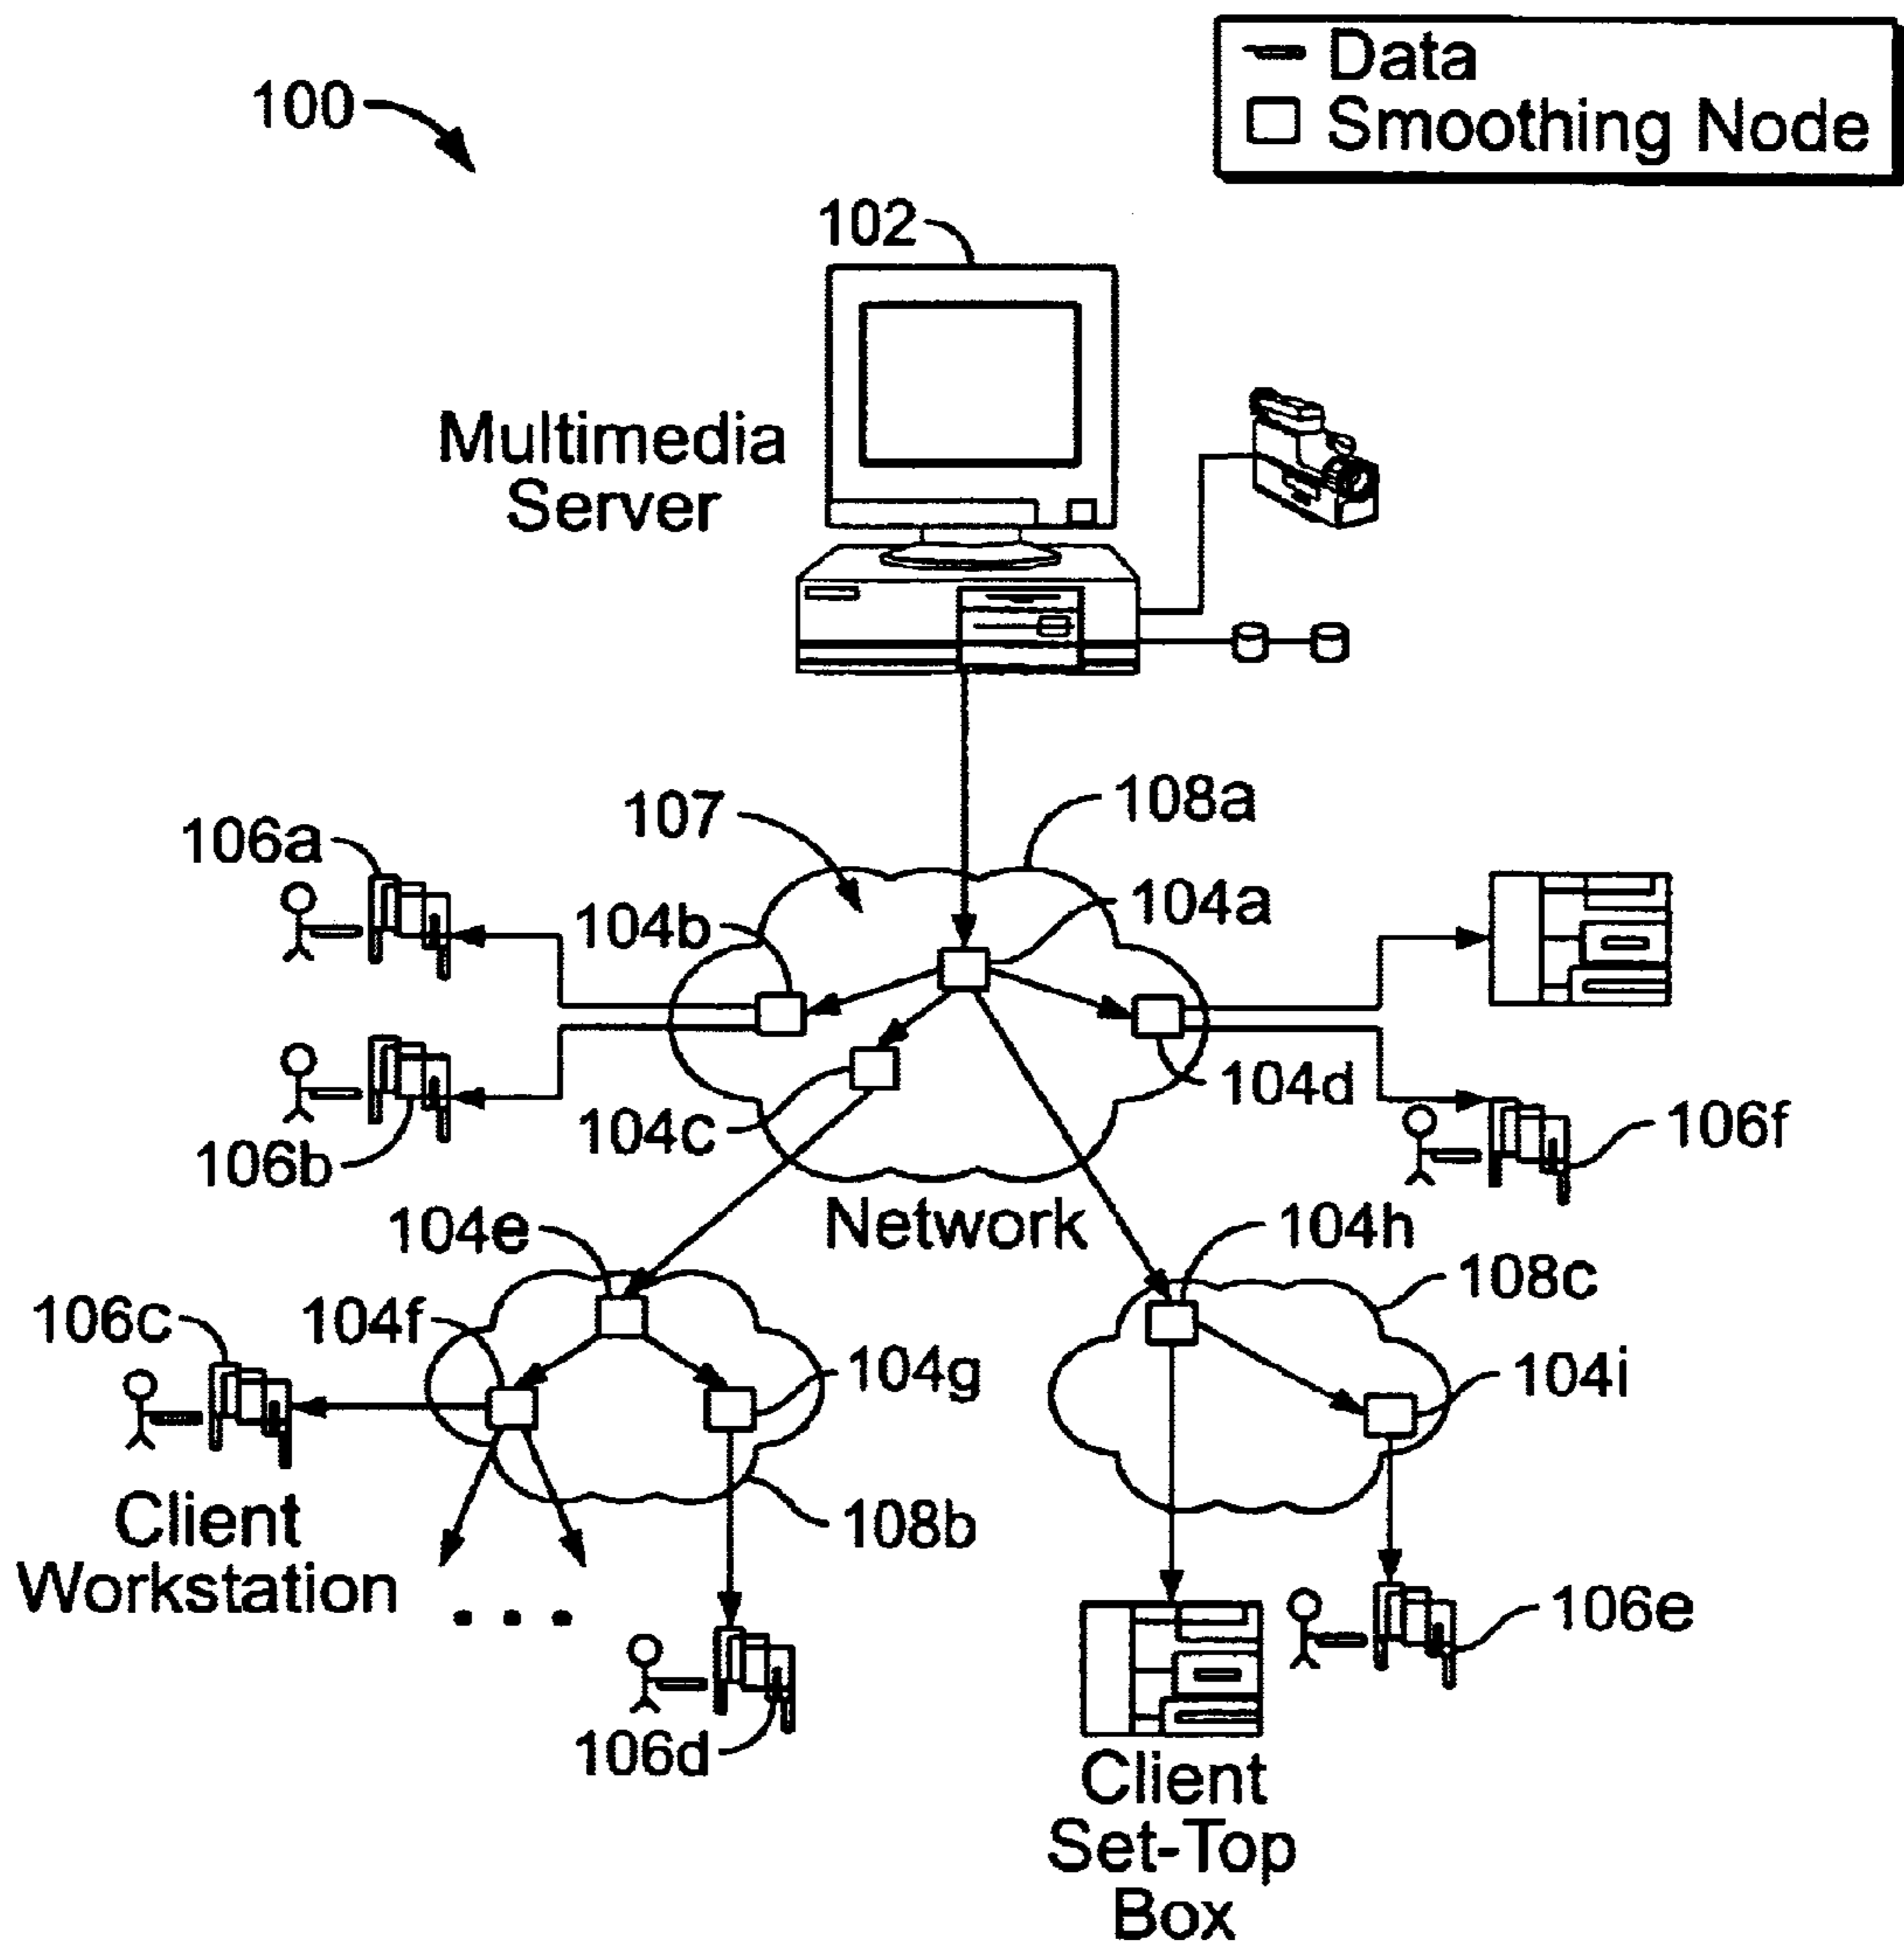 Data
Smoothing Node
100
102
Multimedia
Server
107
108a
106a
104b
104a
106b
104c
104d
106f
Network
104e
104h
108c
106c
104f
104g
104i
Client
Workstation
108b
106d
106e
Client
Set-Top
Box